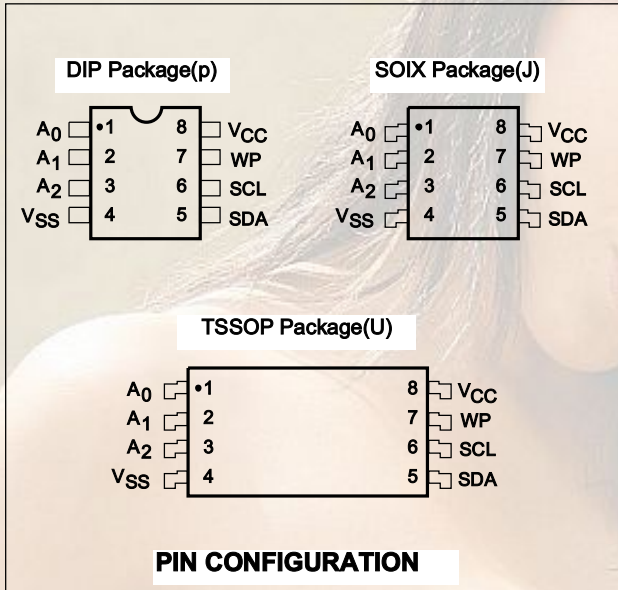 DIP Package(p)
A0 •1 8 VCC
A1 2 7 WP
A2 3 6 SCL
VSS 4 5 SDA
SOIX Package(J)
A0 •1 8 VCC
A1 2 7 WP
A2 3 6 SCL
VSS 4 5 SDA
TSSOP Package(U)
A0 •1 8 VCC
A1 2 7 WP
A2 3 6 SCL
VSS 4 5 SDA
PIN CONFIGURATION